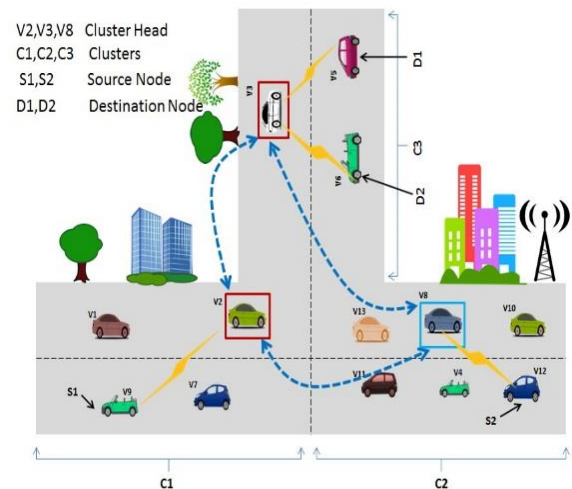 V2,V3,V8 Cluster Head
C1,C2,C3 Clusters
S1,S2 Source Node
D1,D2 Destination Node
D1
V3
V5
C3
V6
D2
V2
V8
V1
V13
V10
V11
V4
V12
S1
V9
V7
S2
C1
C2